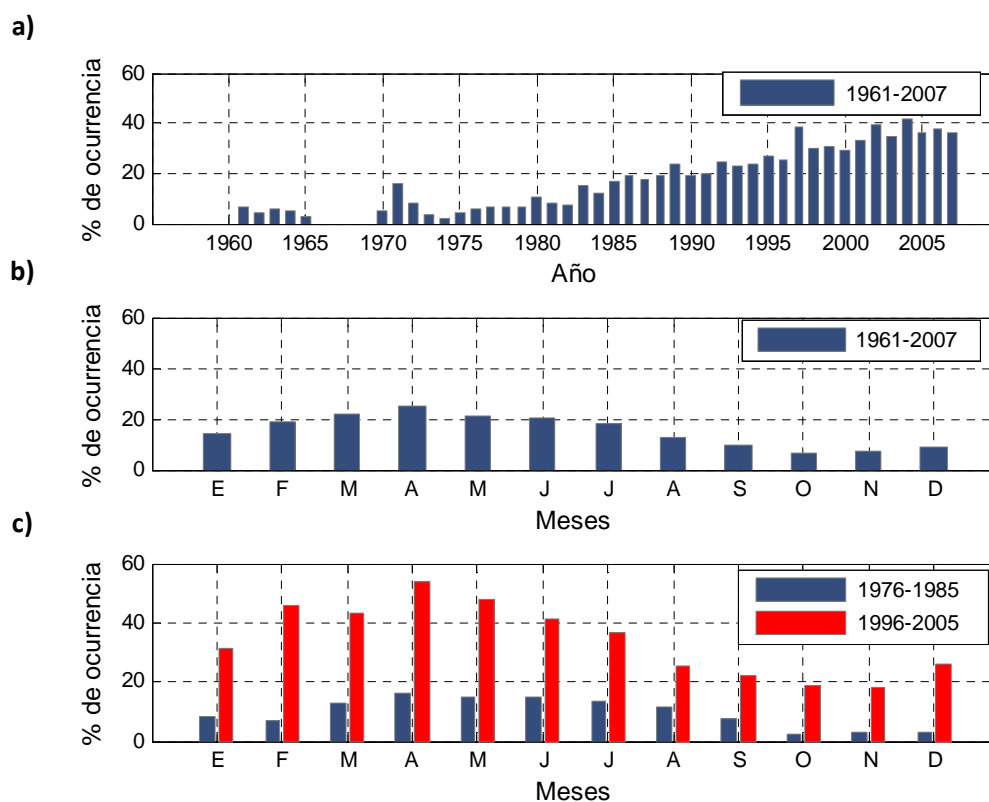 a)
60
40
20
0
% de ocurrencia
1961-2007
1960 1965 1970 1975 1980 1985 1990 1995 2000 2005
Año
b)
60
40
20
0
% de ocurrencia
1961-2007
E F M A M J J A S O N D
Meses
c)
60
40
20
0
% de ocurrencia
1976-1985
1996-2005
E F M A M J J A S O N D
Meses